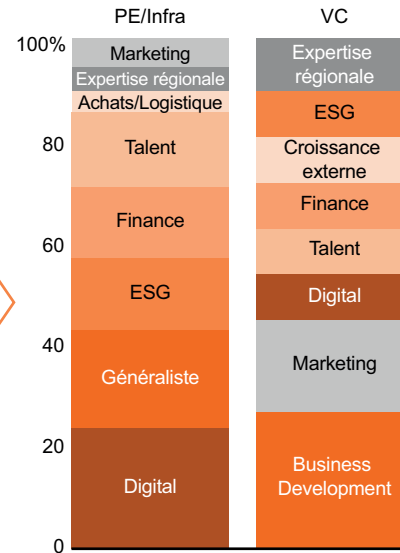 PE/Infra
VC
100%
80
60
40
20
0
Marketing
Expertise régionale
Achats/Logistique
Talent
Finance
ESG
Généraliste
Digital
Expertise
régionale
ESG
Croissance
externe
Finance
Talent
Digital
Marketing
Business
Development